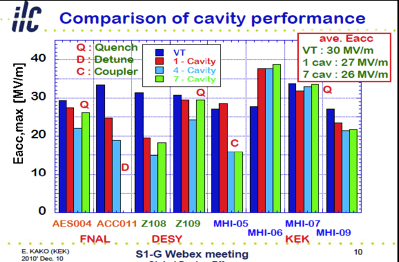 ilc
Comparison of cavity performance
Q : Quench
D : Detune
C : Coupler
VT
1 - Cavity
4 - Cavity
7 - Cavity
ave. Eacc
VT : 30 MV/m
1 cav : 27 MV/m
7 cav : 26 MV/m
Eacc,max [MV/m]
40
30
20
10
0
Q
D
Q
C
Q
AES004 ACC011 Z108 Z109 MHI-05 MHI-06 MHI-07 MHI-09
FNAL DESY KEK
E. KAKO (KEK)
2010' Dec. 10
S1-G Webex meeting
10